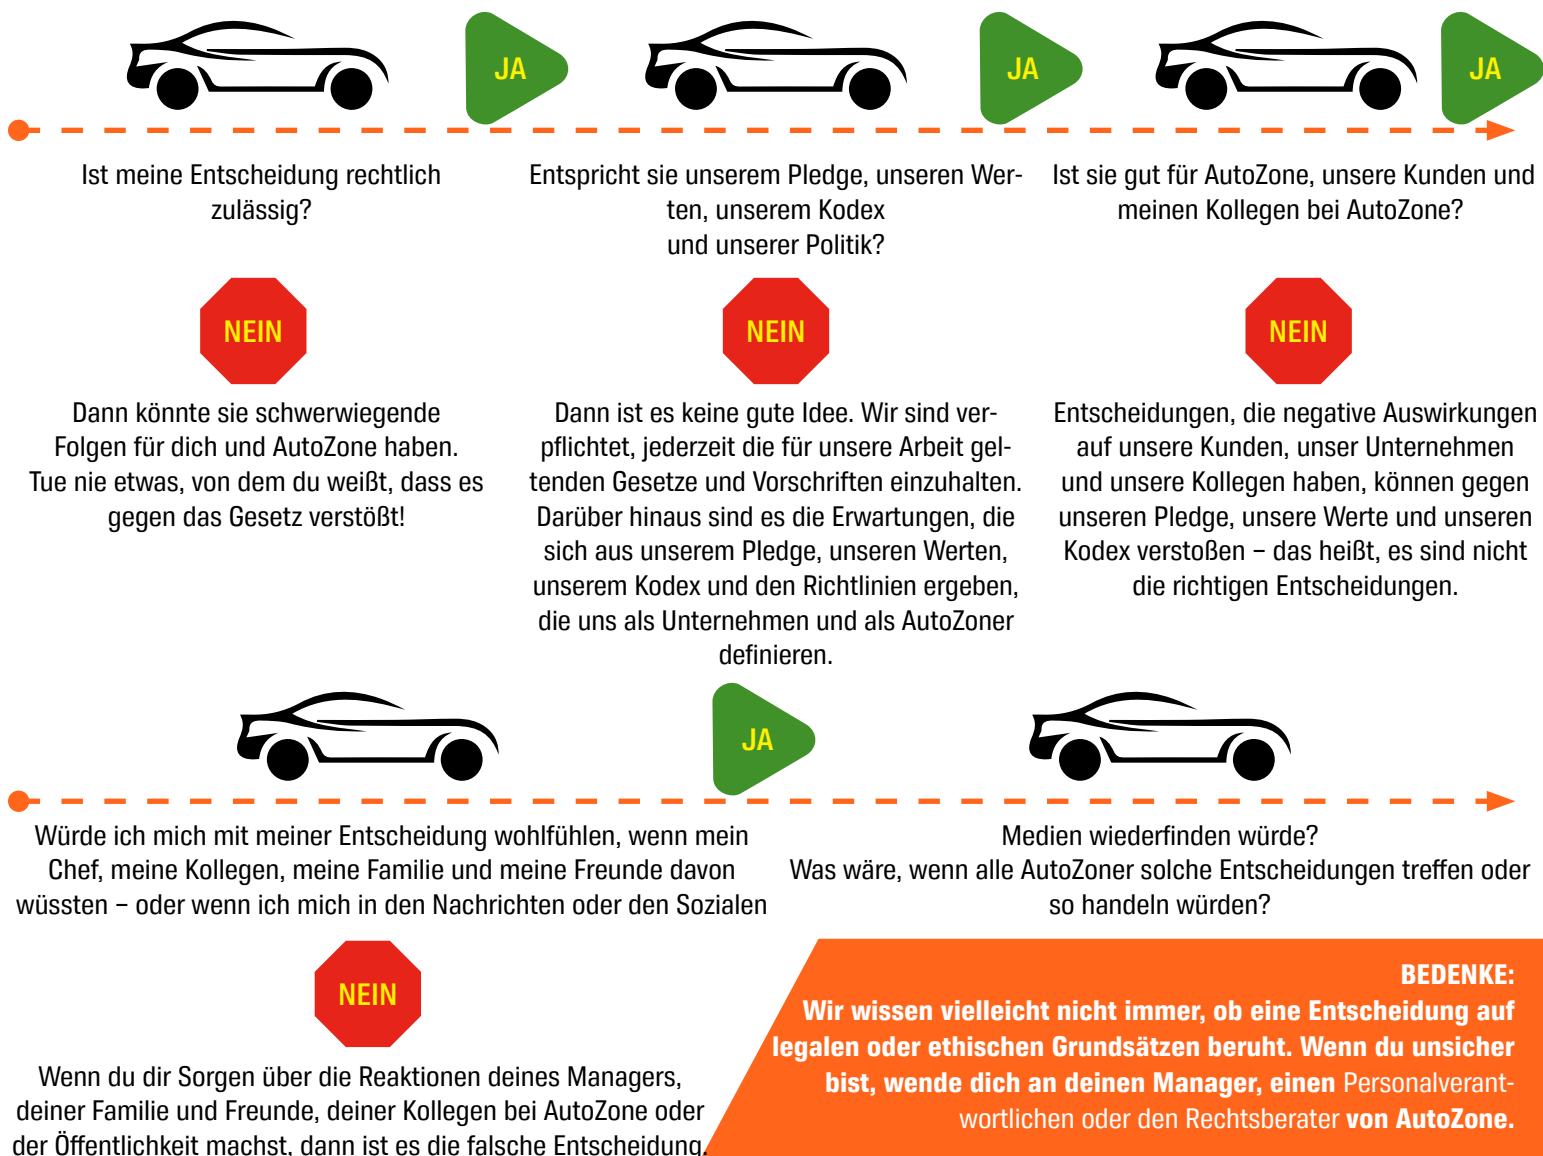 JA
JA
JA
Ist meine Entscheidung rechtlich
zulässig?
Entspricht sie unserem Pledge, unseren Wer-
ten, unserem Kodex
und unserer Politik?
Ist sie gut für AutoZone, unsere Kunden und
meinen Kollegen bei AutoZone?
NEIN
NEIN
NEIN
Dann könnte sie schwerwiegende
Folgen für dich und AutoZone haben.
Tue nie etwas, von dem du weißt, dass es
gegen das Gesetz verstößt!
Dann ist es keine gute Idee. Wir sind ver-
pflichtet, jederzeit die für unsere Arbeit gel-
tenden Gesetze und Vorschriften einzuhalten.
Darüber hinaus sind es die Erwartungen, die
sich aus unserem Pledge, unseren Werten,
unserem Kodex und den Richtlinien ergeben,
die uns als Unternehmen und als AutoZoner
definieren.
Entscheidungen, die negative Auswirkungen
auf unsere Kunden, unser Unternehmen
und unsere Kollegen haben, können gegen
unseren Pledge, unsere Werte und unseren
Kodex verstoßen – das heißt, es sind nicht
die richtigen Entscheidungen.
JA
Würde ich mich mit meiner Entscheidung wohlfühlen, wenn mein
Chef, meine Kollegen, meine Familie und meine Freunde davon
wüssten – oder wenn ich mich in den Nachrichten oder den Sozialen
Medien wiederfinden würde?
Was wäre, wenn alle AutoZoner solche Entscheidungen treffen oder
so handeln würden?
NEIN
Wenn du dir Sorgen über die Reaktionen deines Managers,
deiner Familie und Freunde, deiner Kollegen bei AutoZone oder
der Öffentlichkeit machst, dann ist es die falsche Entscheidung.
BEDENKE:
Wir wissen vielleicht nicht immer, ob eine Entscheidung auf
legalen oder ethischen Grundsätzen beruht. Wenn du unsicher
bist, wende dich an deinen Manager, einen Personalverant-
wortlichen oder den Rechtsberater von AutoZone.